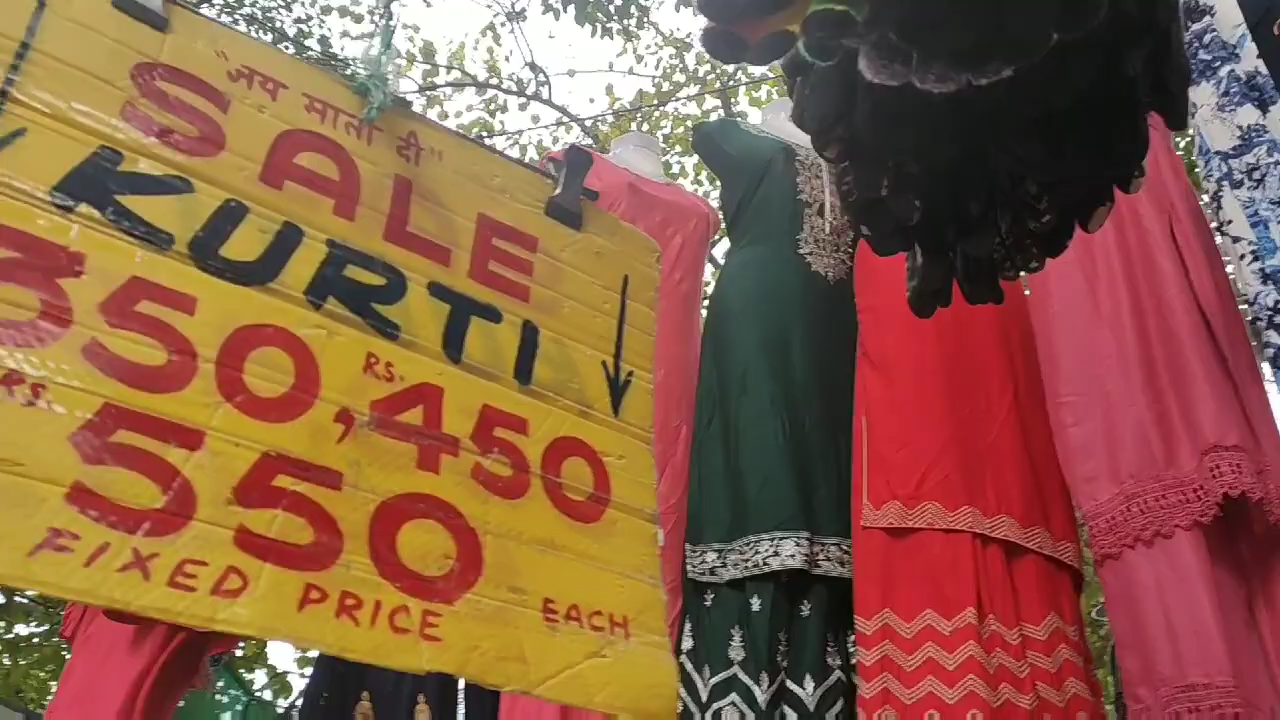 "जय माता दी"
SALE
KURTI
350, RS. 450
RS. 550
FIXED PRICE EACH